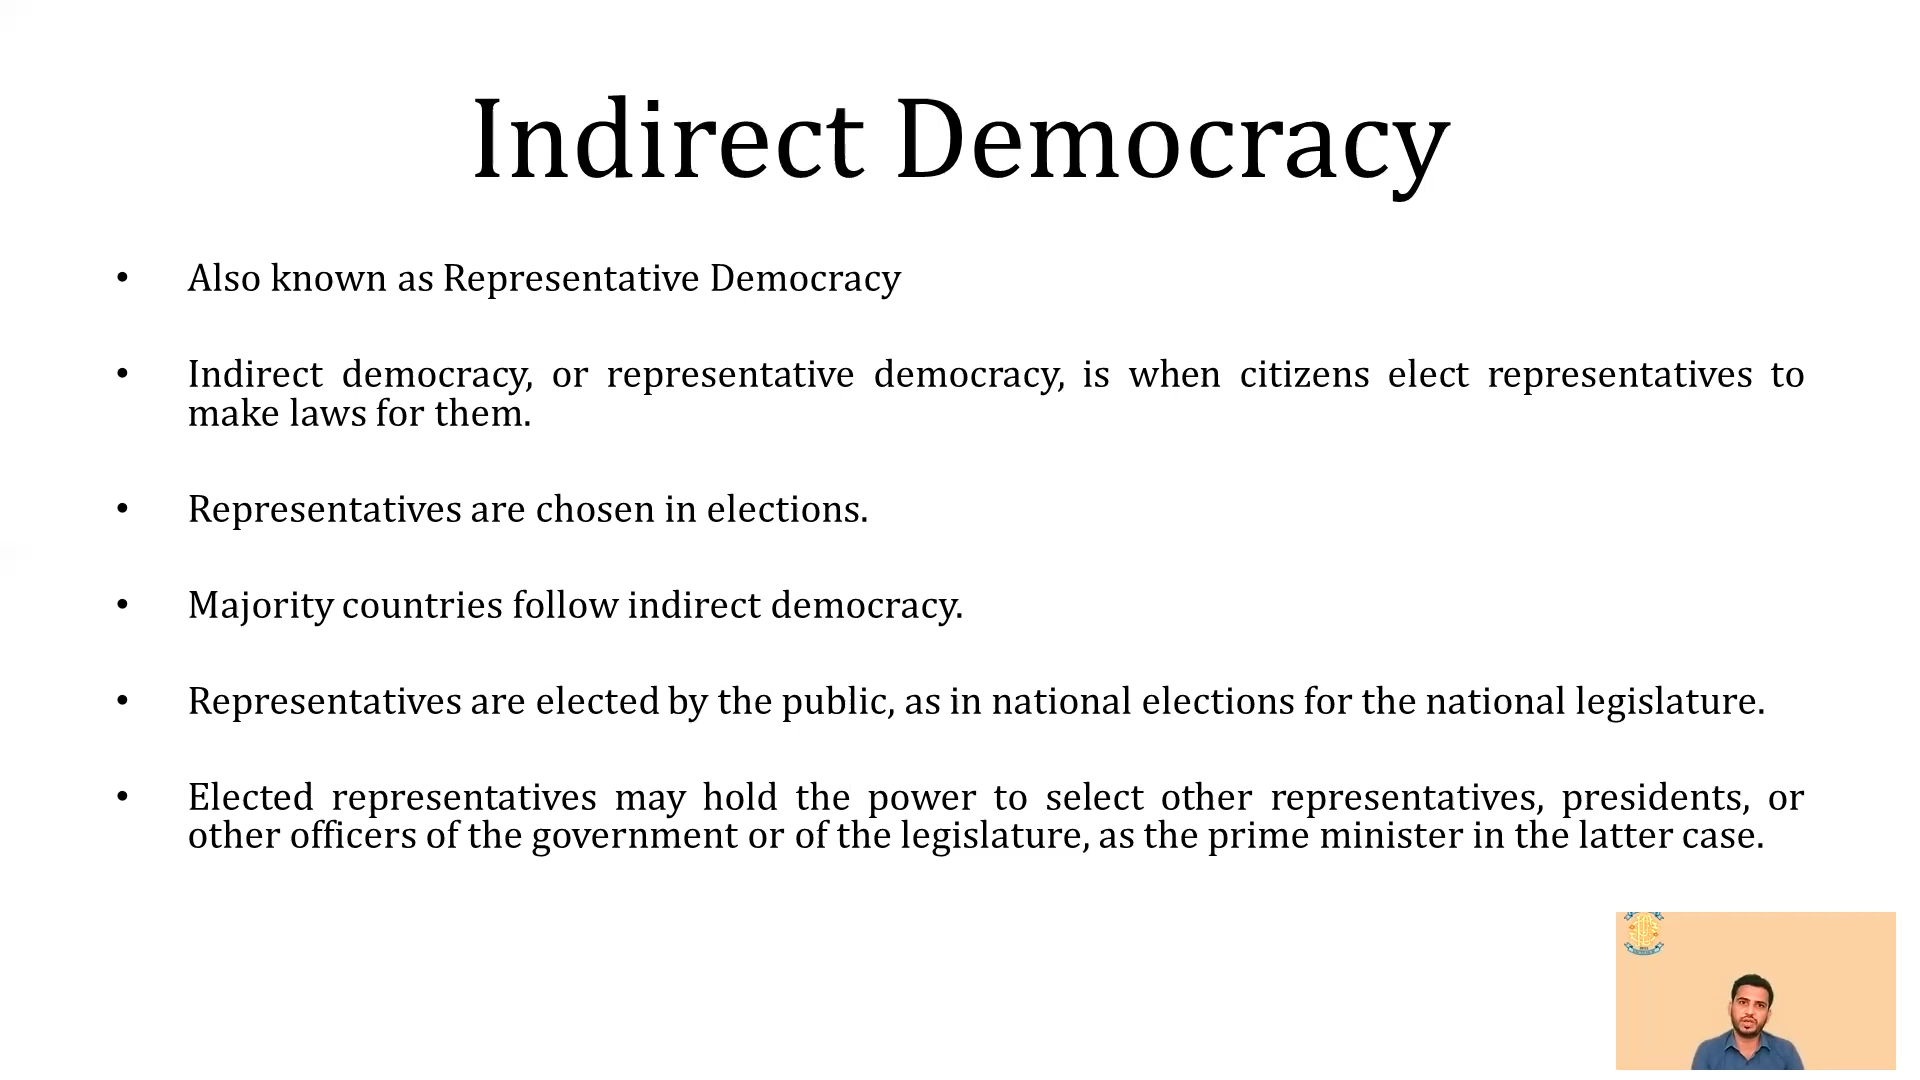 Indirect Democracy
• Also known as Representative Democracy
• Indirect democracy, or representative democracy, is when citizens elect representatives to
make laws for them.
• Representatives are chosen in elections.
• Majority countries follow indirect democracy.
• Representatives are elected by the public, as in national elections for the national legislature.
• Elected representatives may hold the power to select other representatives, presidents, or
other officers of the government or of the legislature, as the prime minister in the latter case.